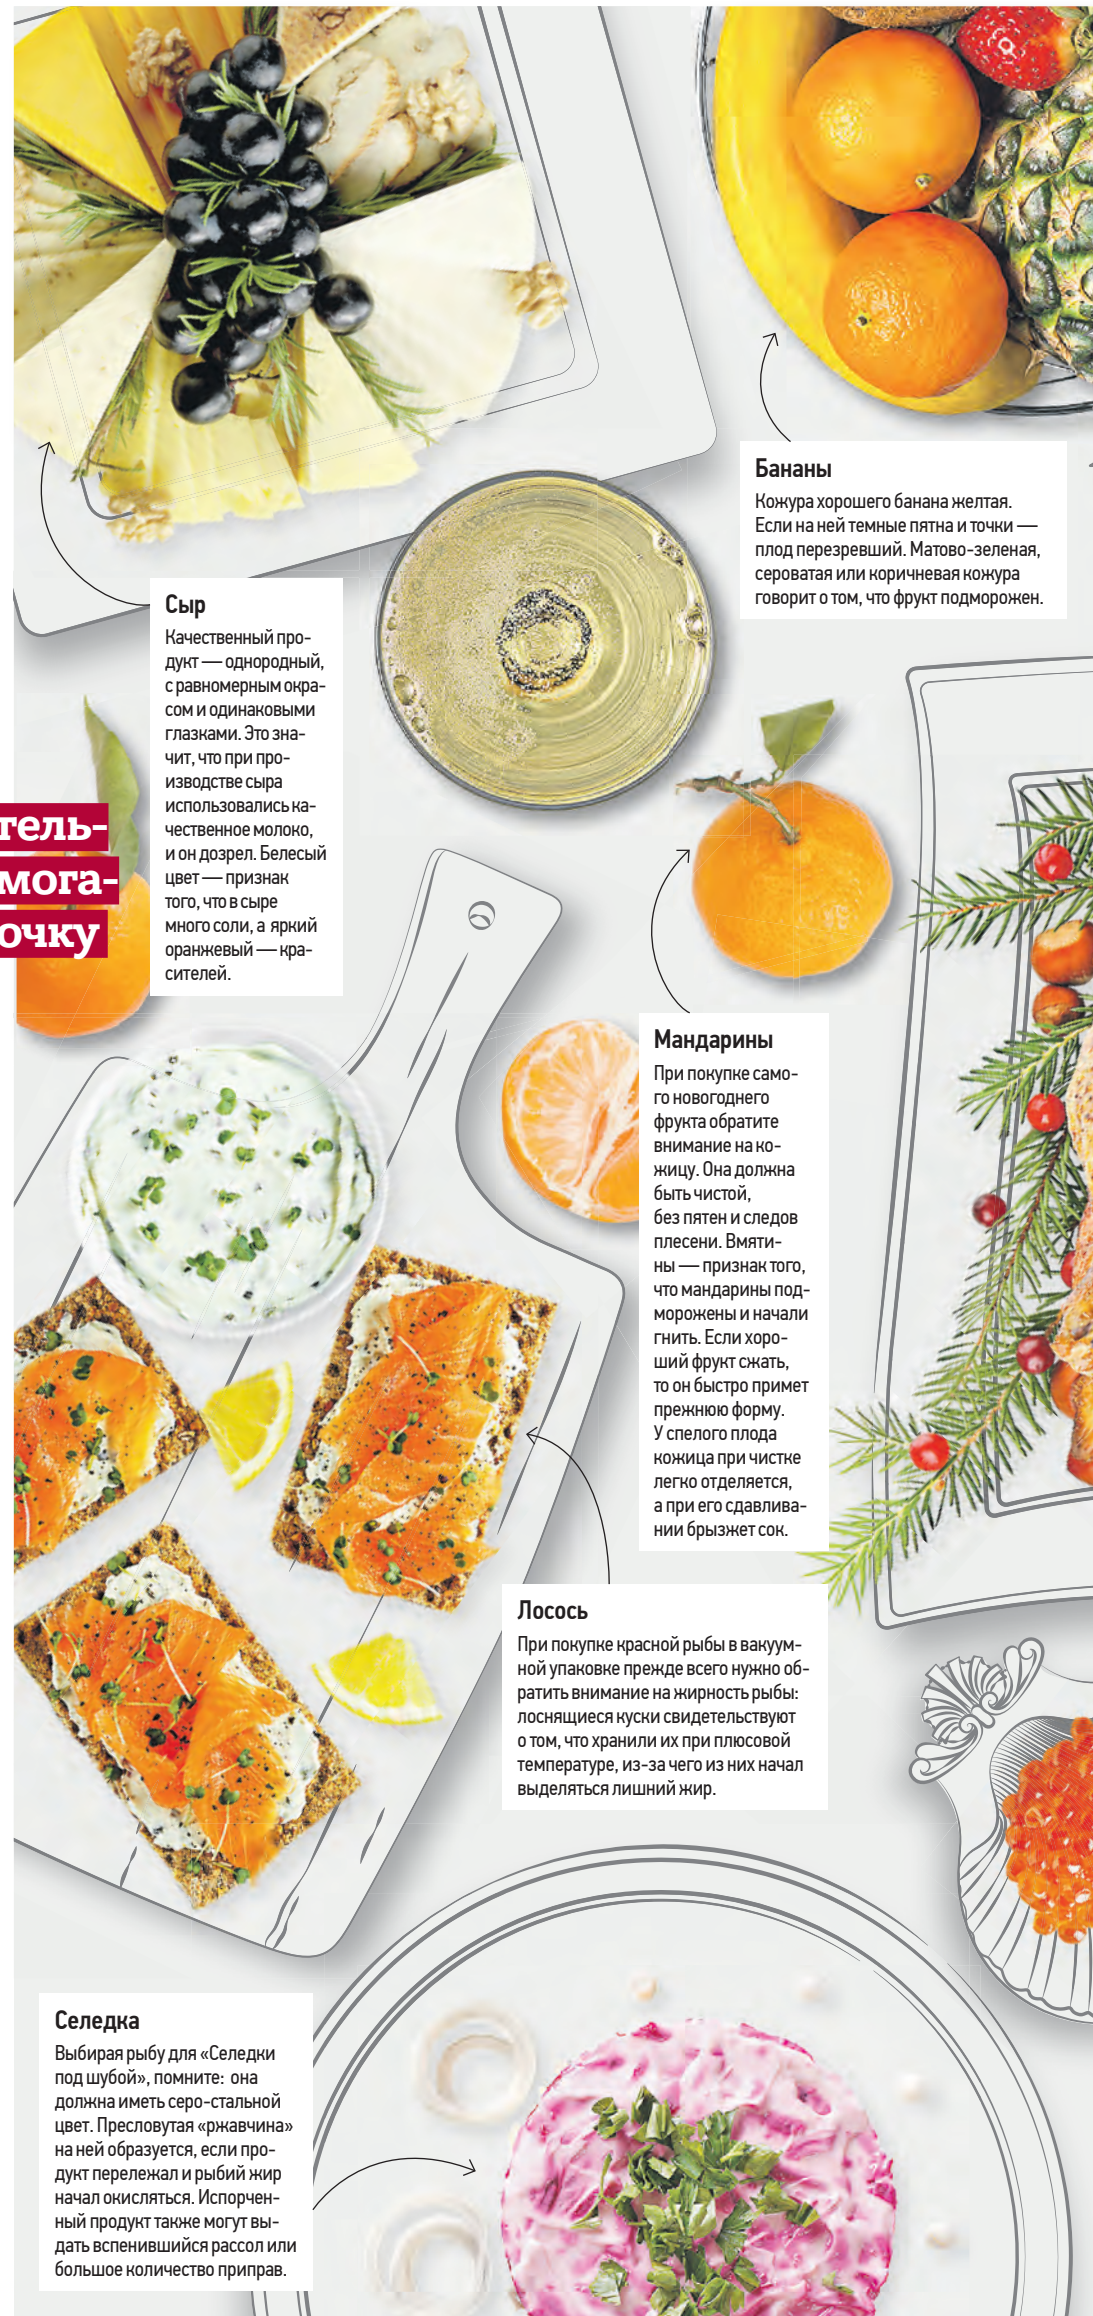 Бананы
Кожура хорошего банана желтая.
Если на ней темные пятна и точки —
плод перезревший. Матово-зеленая,
сероватая или коричневая кожура
говорит о том, что фрукт подморожен.
Сыр
Качественный про-
дукт — однородный,
с равномерным окра-
сом и одинаковыми
глазками. Это зна-
чит, что при про-
изводстве сыра
использовались ка-
чественное молоко,
и он дозрел. Белесый
цвет — признак
того, что в сыре
много соли, а яркий
оранжевый — кра-
сителей.
тель-
мога-
очку
Мандарины
При покупке само-
го новогоднего
фрукта обратите
внимание на ко-
жицу. Она должна
быть чистой,
без пятен и следов
плесени. Вмяти-
ны — признак того,
что мандарины под-
морожены и начали
гнить. Если хоро-
ший фрукт сжать,
то он быстро примет
прежнюю форму.
У спелого плода
кожица при чистке
легко отделяется,
а при его сдавлива-
нии брызжет сок.
Лосось
При покупке красной рыбы в вакуум-
ной упаковке прежде всего нужно об-
ратить внимание на жирность рыбы:
лоснящиеся куски свидетельствуют
о том, что хранили их при плюсовой
температуре, из-за чего из них начал
выделяться лишний жир.
Селедка
Выбирая рыбу для «Селедки
под шубой», помните: она
должна иметь серо-стальной
цвет. Пресловутая «ржавчина»
на ней образуется, если про-
дукт перележал и рыбий жир
начал окисляться. Испорчен-
ный продукт также могут вы-
дать вспенившийся рассол или
большое количество приправ.